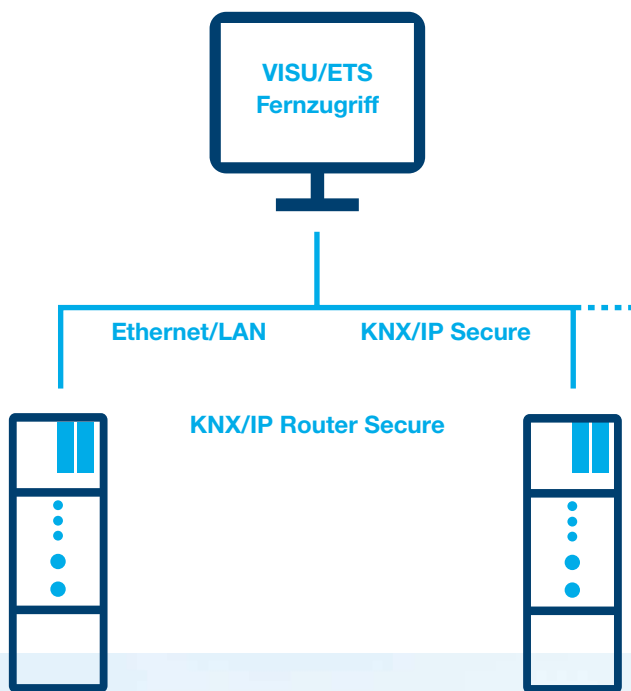 VISU/ETS
Fernzugriff
Ethernet/LAN
KNX/IP Secure
KNX/IP Router Secure